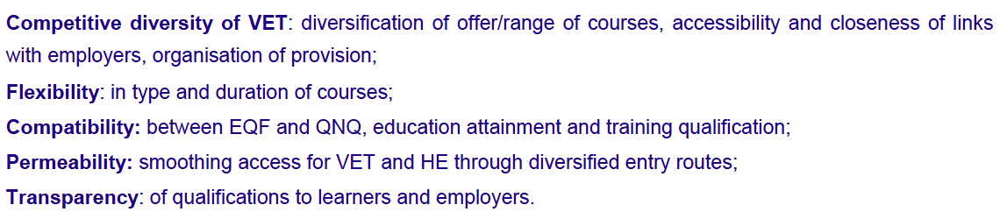 Competitive diversity of VET: diversification of offer/range of courses, accessibility and closeness of links
with employers, organisation of provision;
Flexibility: in type and duration of courses;
Compatibility: between EQF and QNQ, education attainment and training qualification;
Permeability: smoothing access for VET and HE through diversified entry routes;
Transparency: of qualifications to learners and employers.